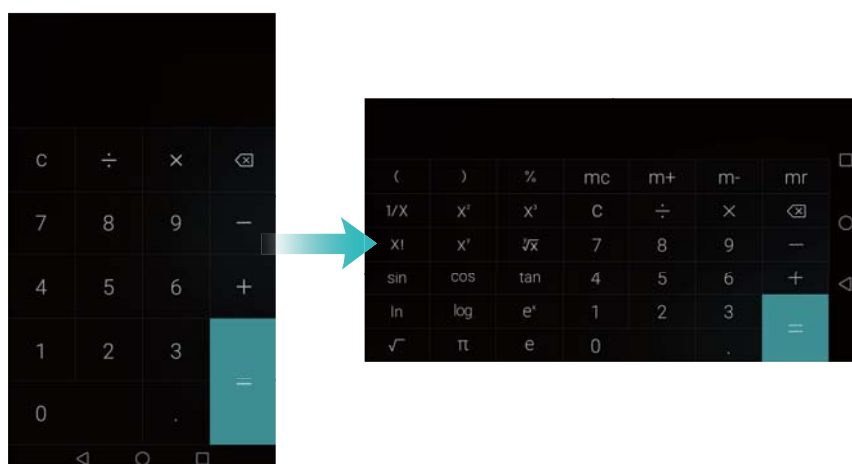 C ÷ ×
7 8 9 −
4 5 6 +
1 2 3
0 . =
( ) % mc m+ m- mr
1/X X² X³ C ÷ ×
X! Xʸ ʸ√x 7 8 9 −
sin cos tan 4 5 6 +
ln log eˣ 1 2 3
√ π e 0 . =